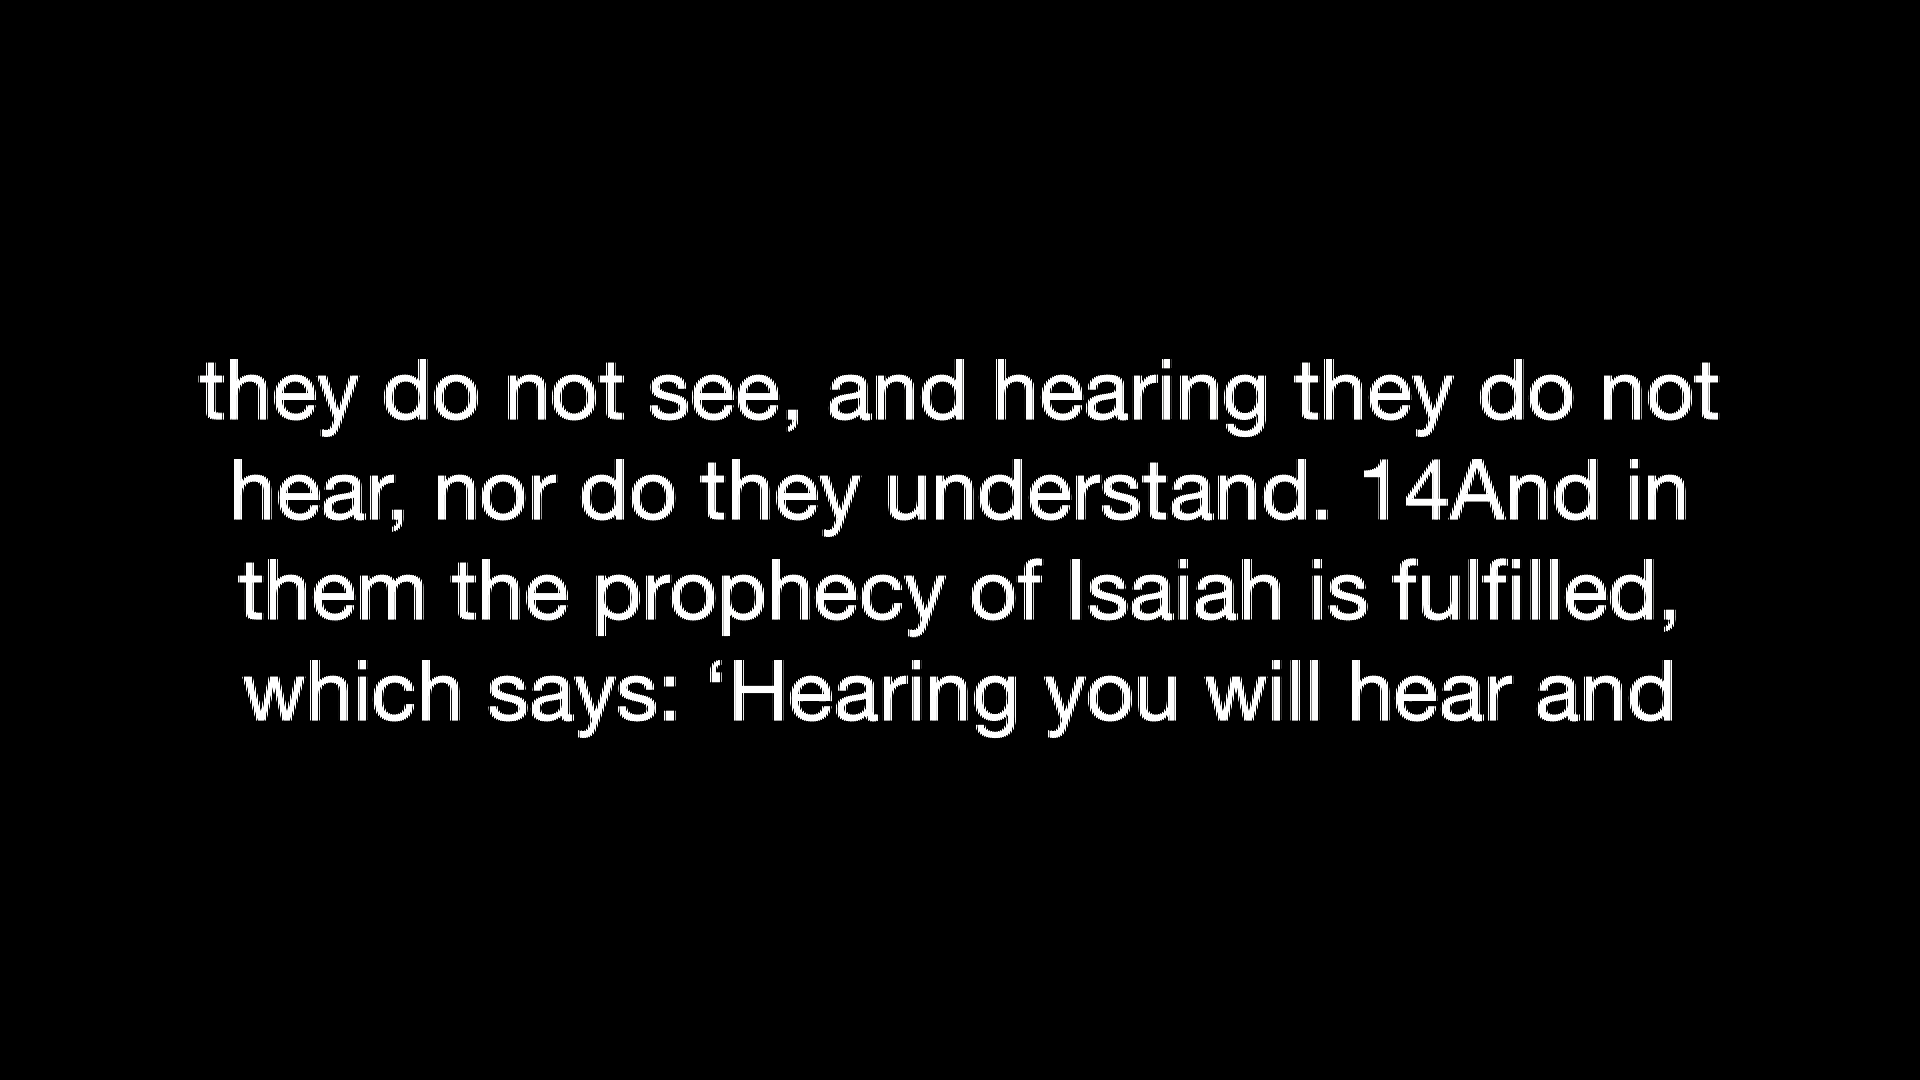 they do not see, and hearing they do not
hear, nor do they understand. 14And in
them the prophecy of Isaiah is fulfilled,
which says: ‘Hearing you will hear and